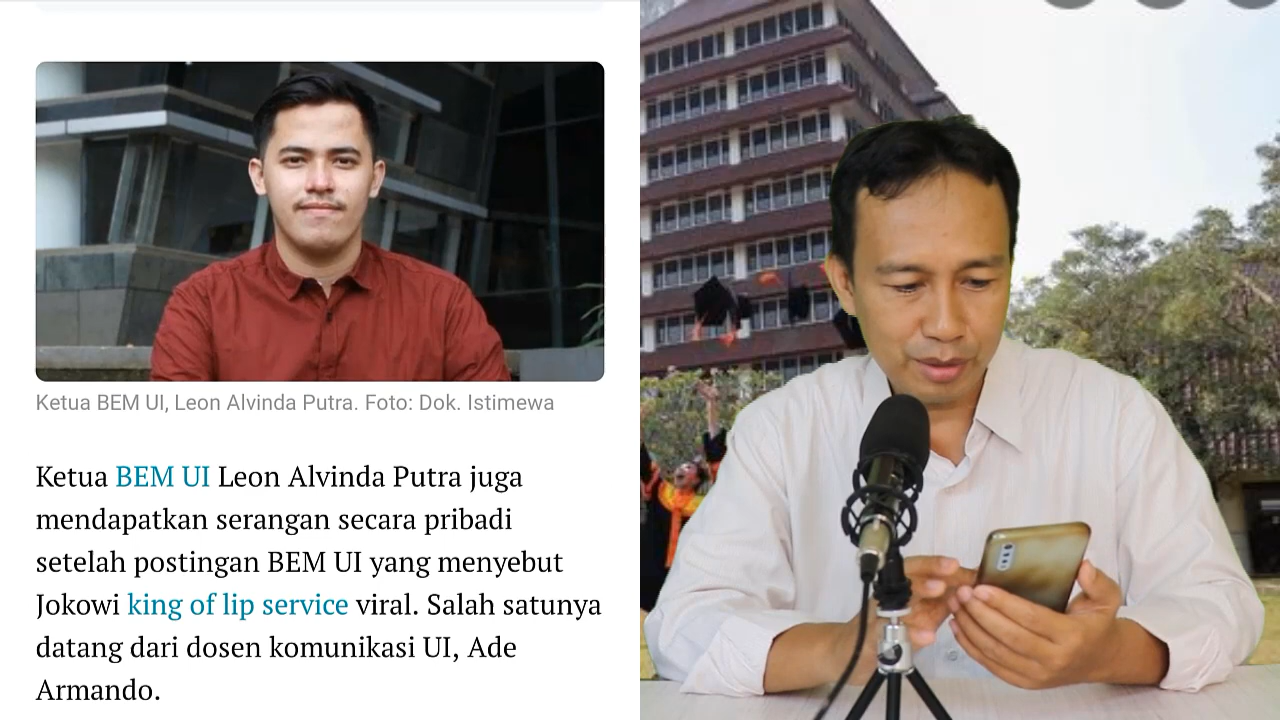 Ketua BEM UI, Leon Alvinda Putra. Foto: Dok. Istimewa
Ketua BEM UI Leon Alvinda Putra juga
mendapatkan serangan secara pribadi
setelah postingan BEM UI yang menyebut
Jokowi king of lip service viral. Salah satunya
datang dari dosen komunikasi UI, Ade
Armando.